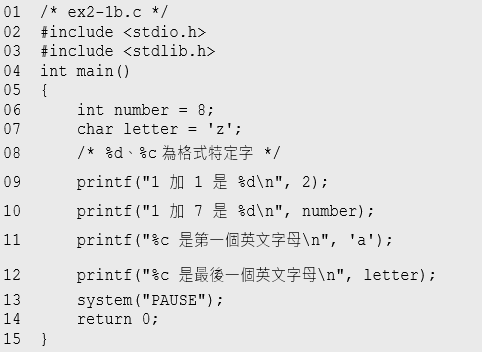 01 /* ex2-1b.c */
02 #include <stdio.h>
03 #include <stdlib.h>
04 int main()
05 {
06     int number = 8;
07     char letter = 'z';
08     /* %d、%c 為格式特定字 */
09     printf("1 加 1 是 %d\n", 2);
10     printf("1 加 7 是 %d\n", number);
11     printf("%c 是第一個英文字母\n", 'a');
12     printf("%c 是最後一個英文字母\n", letter);
13     system("PAUSE");
14     return 0;
15 }